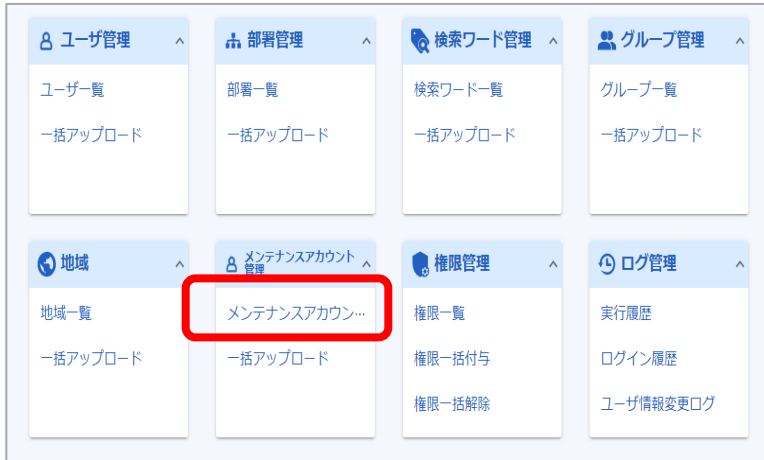 ユーザ管理
ユーザ一覧
一括アップロード
部署管理
部署一覧
一括アップロード
検索ワード管理
検索ワード一覧
一括アップロード
グループ管理
グループ一覧
一括アップロード
地域
地域一覧
一括アップロード
メンテナンスアカウント
管理
メンテナンスアカウン…
一括アップロード
権限管理
権限一覧
権限一括付与
権限一括解除
ログ管理
実行履歴
ログイン履歴
ユーザ情報変更ログ